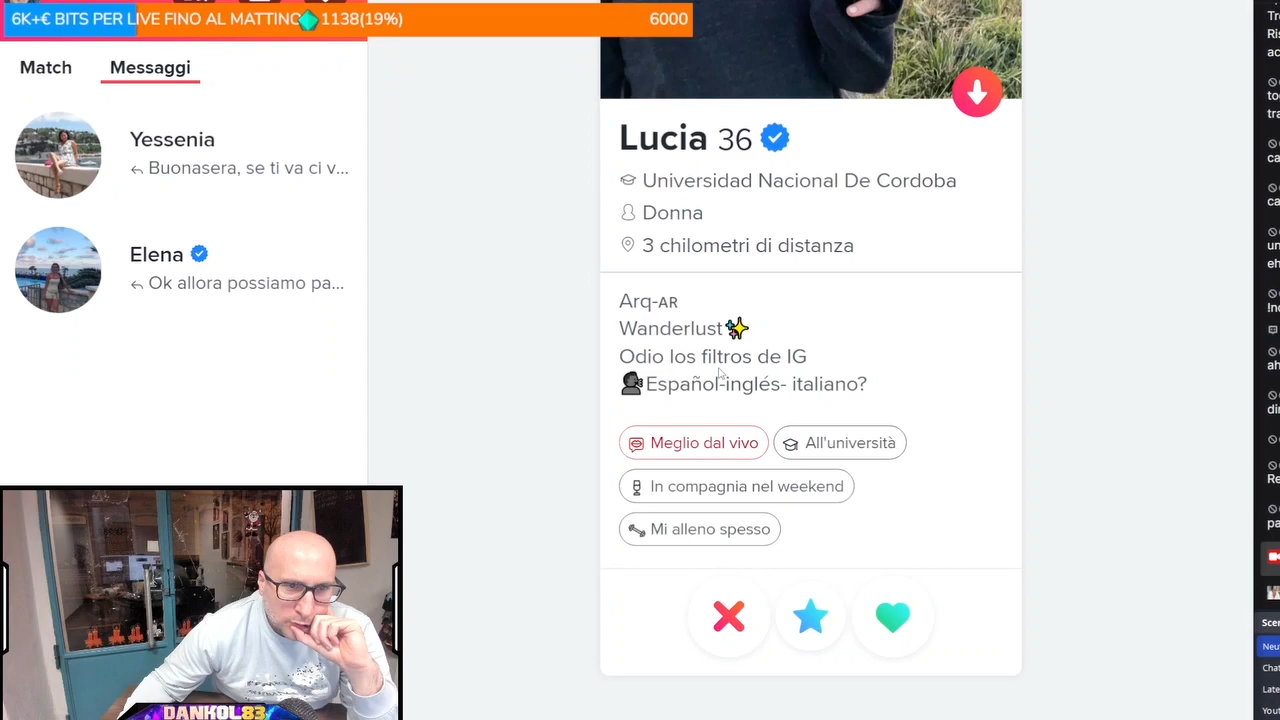 6K+€ BITS PER LIVE FINO AL MATTINO 1138(19%) 6000
Match Messaggi
Yessenia
Buonasera, se ti va ci v...
Elena
Ok allora possiamo pa...
Lucia 36
Universidad Nacional De Cordoba
Donna
3 chilometri di distanza
Arq-AR
Wanderlust✨
Odio los filtros de IG
🗣Español-inglés- italiano?
Meglio dal vivo All'università
In compagnia nel weekend
Mi alleno spesso
DANKOL83